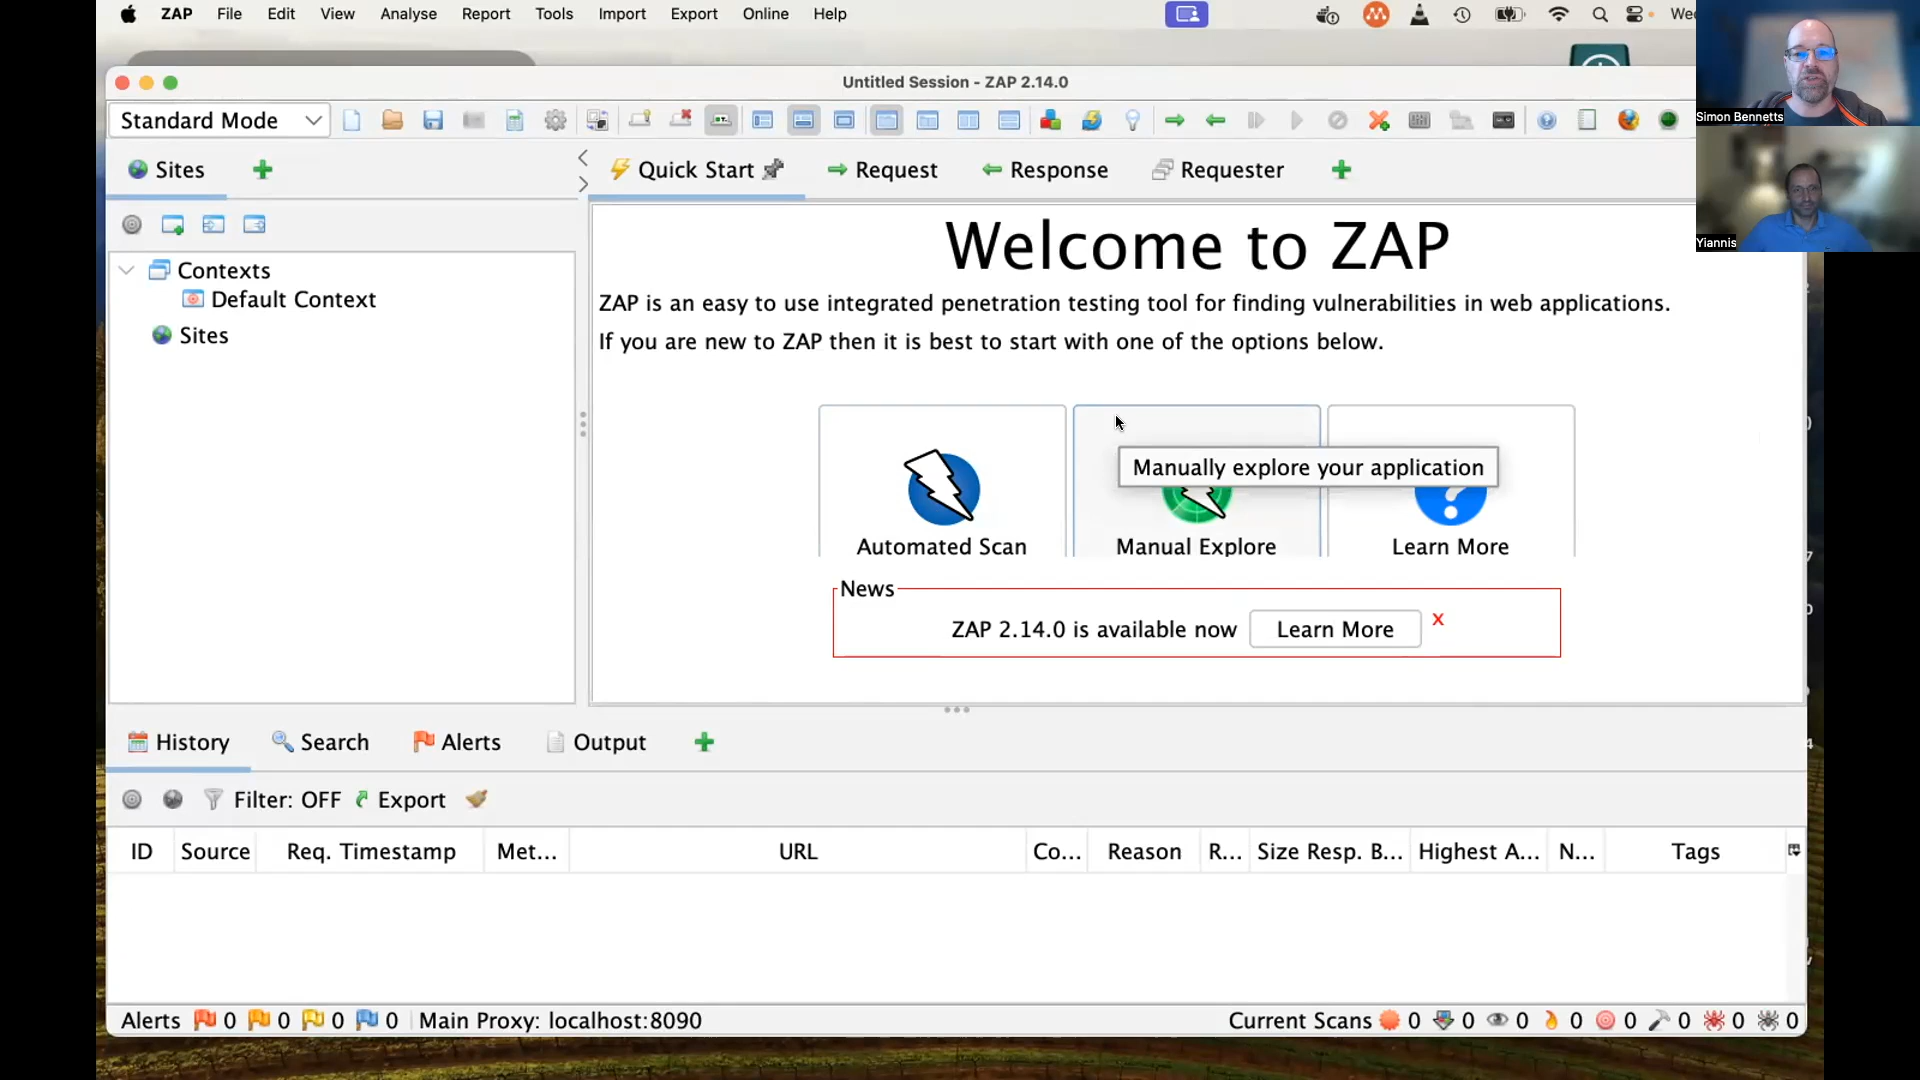 ZAP File Edit View Analyse Report Tools Import Export Online Help
Untitled Session - ZAP 2.14.0
Simon Bennetts
Standard Mode
Sites
Quick Start
Request
Response
Requester
Yiannis
Contexts
Default Context
Sites
Welcome to ZAP
ZAP is an easy to use integrated penetration testing tool for finding vulnerabilities in web applications.
If you are new to ZAP then it is best to start with one of the options below.
Manually explore your application
Automated Scan
Manual Explore
Learn More
News
ZAP 2.14.0 is available now
Learn More
X
History
Search
Alerts
Output
Filter: OFF
Export
ID Source Req. Timestamp Met... URL Co... Reason R... Size Resp. B... Highest A... N... Tags
Alerts 0 0 0 0 Main Proxy: localhost:8090
Current Scans 0 0 0 0 0 0 0 0